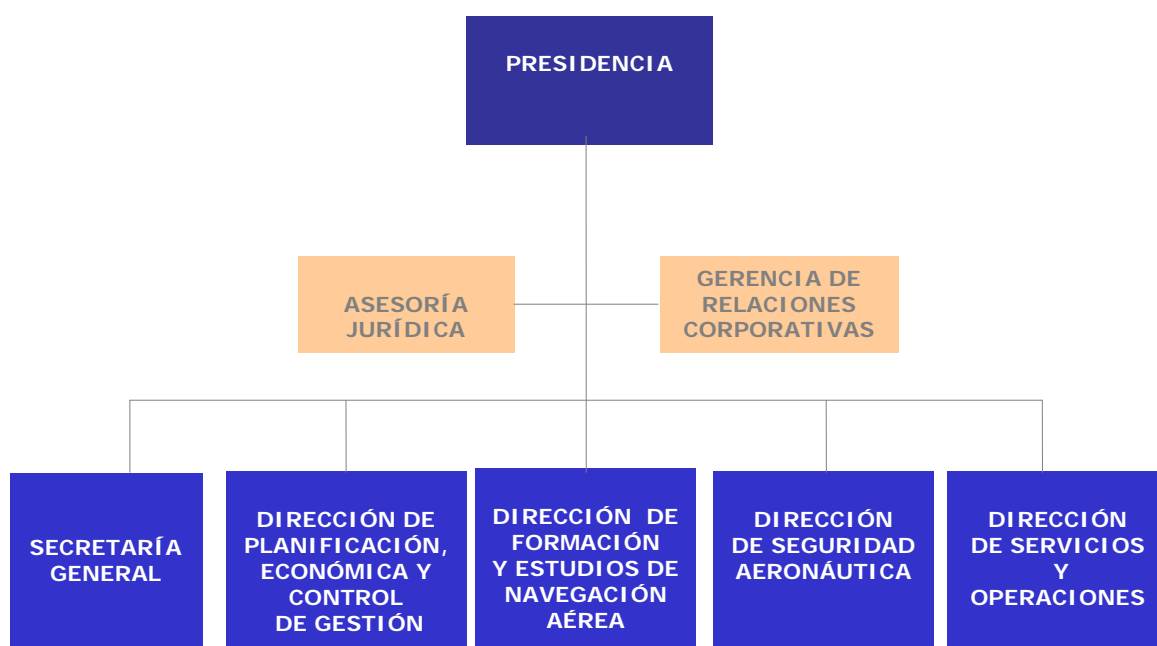 PRESIDENCIA
ASESORÍA
JURÍDICA
GERENCIA DE
RELACIONES
CORPORATIVAS
SECRETARÍA
GENERAL
DIRECCIÓN DE
PLANIFICACIÓN,
ECONÓMICA Y
CONTROL
DE GESTIÓN
DIRECCIÓN DE
FORMACIÓN
Y ESTUDIOS DE
NAVEGACIÓN
AÉREA
DIRECCIÓN
DE SEGURIDAD
AERONÁUTICA
DIRECCIÓN
DE SERVICIOS
Y
OPERACIONES